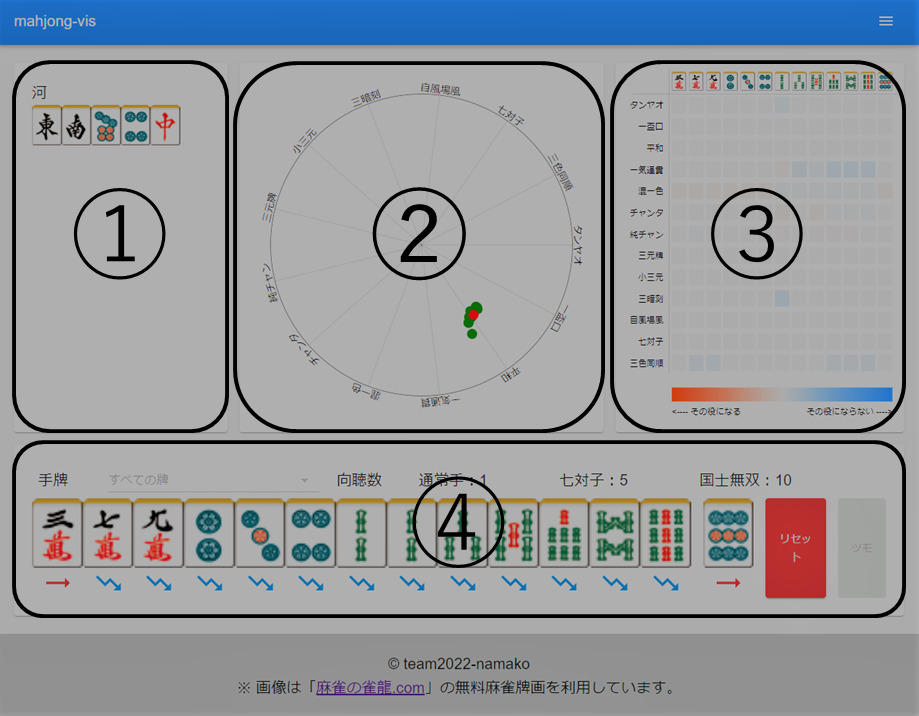 mahjong-vis
河
東 南 中
①
自風場風
七対子
三色同順
タンヤオ
一盃口
平和
一気通貫
混一色
チャンタ
純チャン
三元牌
小三元
三暗刻
②
タンヤオ
一盃口
平和
一気通貫
混一色
チャンタ
純チャン
三元牌
小三元
三暗刻
自風場風
七対子
三色同順
③
<---- その役になる その役にならない ---->
手牌 すべての牌 向聴数 通常手：1 七対子：5 国士無双：10
三萬 七萬 九萬
④
リセット
ツモ
© team2022-namako
※ 画像は「麻雀の雀龍.com」の無料麻雀牌画を利用しています。